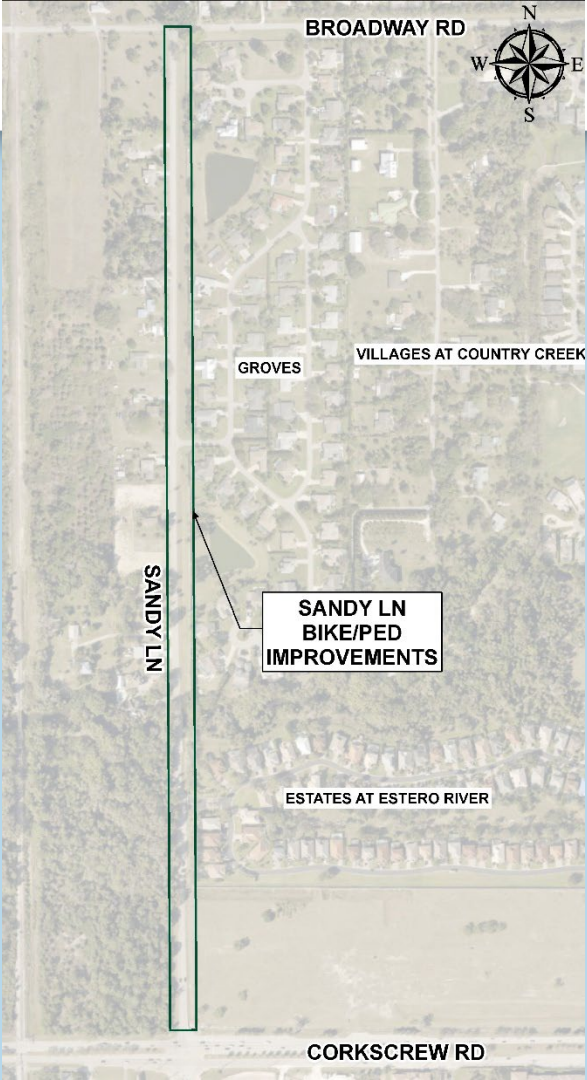 BROADWAY RD
N
W
E
S
GROVES
VILLAGES AT COUNTRY CREEK
SANDY LN
SANDY LN
BIKE/PED
IMPROVEMENTS
ESTATES AT ESTERO RIVER
CORKSCREW RD